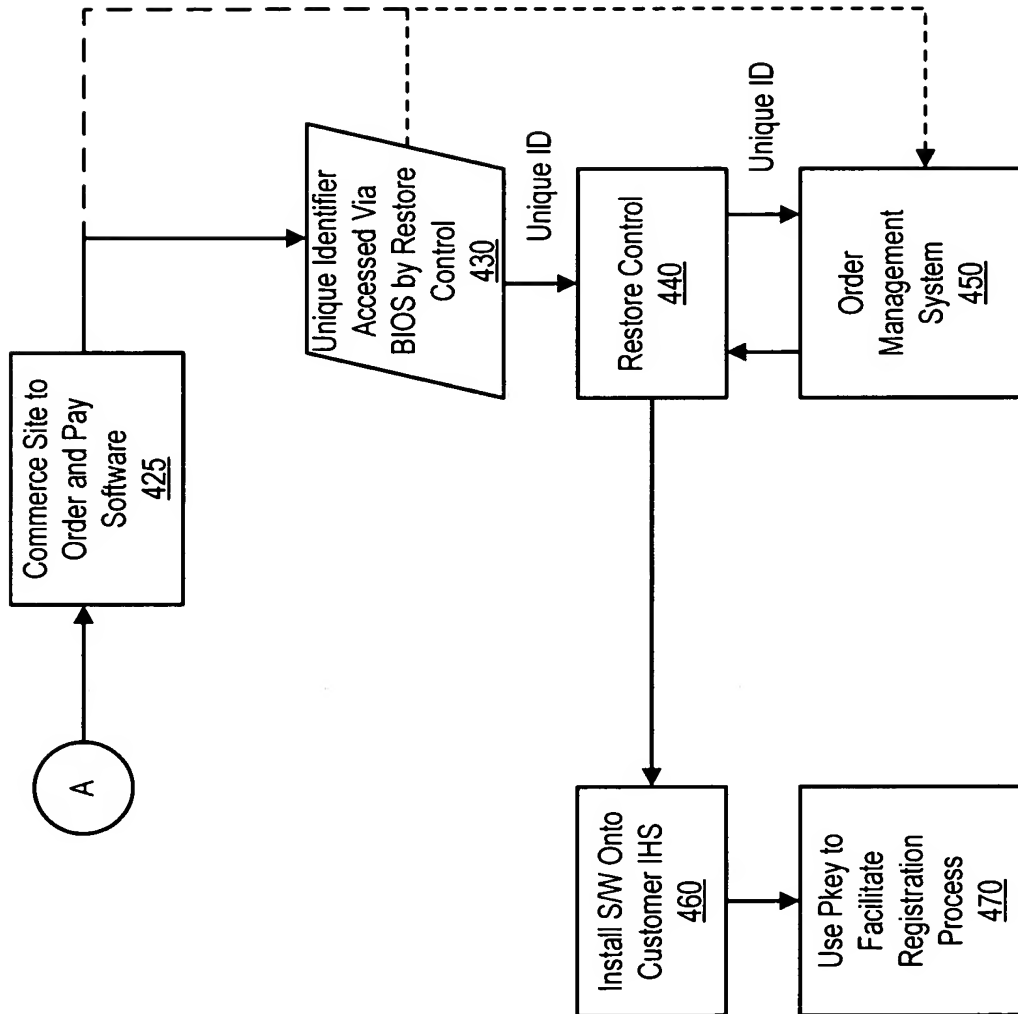 A
Commerce Site to
Order and Pay
Software
425
Unique Identifier
Accessed Via
BIOS by Restore
Control
430
Unique ID
Restore Control
440
Unique ID
Order
Management
System
450
Install S/W Onto
Customer IHS
460
Use Pkey to
Facilitate
Registration
Process
470